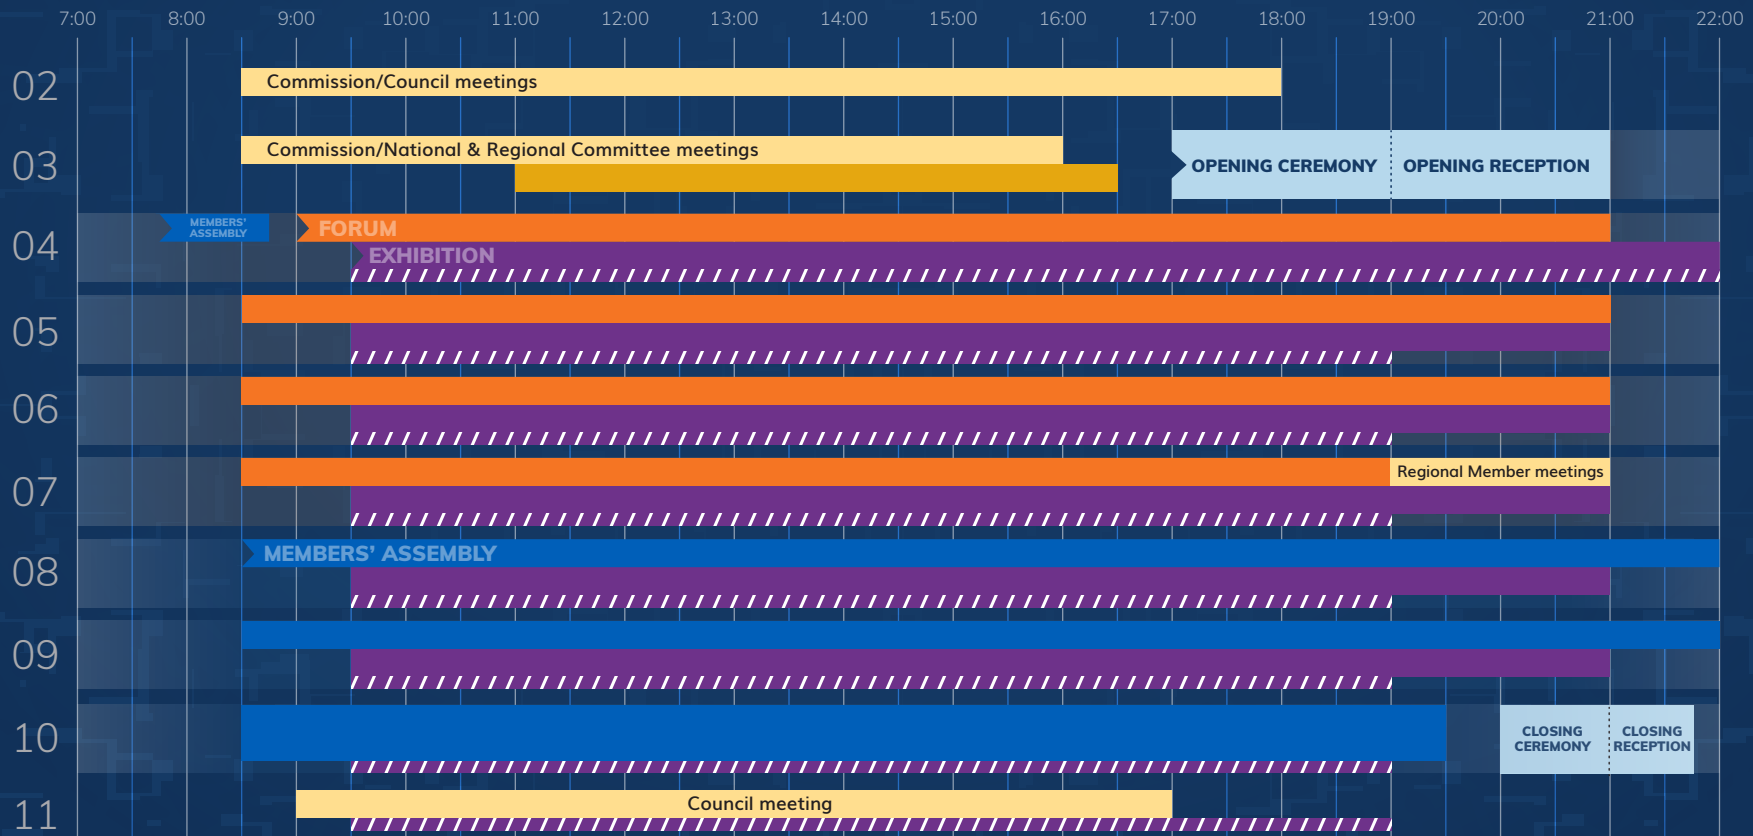 7:00 8:00 9:00 10:00 11:00 12:00 13:00 14:00 15:00 16:00 17:00 18:00 19:00 20:00 21:00 22:00
02
Commission/Council meetings
03
Commission/National & Regional Committee meetings
OPENING CEREMONY
OPENING RECEPTION
04
MEMBERS'
ASSEMBLY
FORUM
EXHIBITION
05
06
07
Regional Member meetings
08
MEMBERS' ASSEMBLY
09
10
CLOSING
CEREMONY
CLOSING
RECEPTION
11
Council meeting